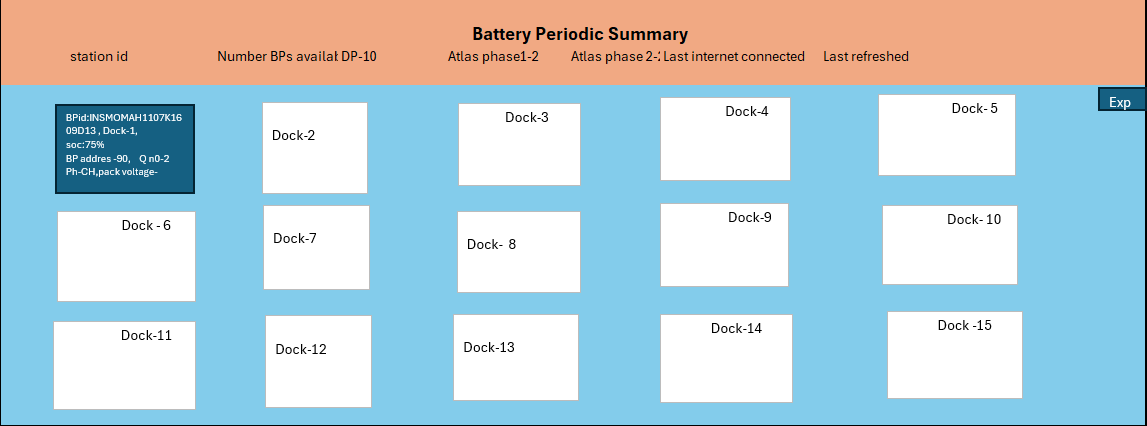 Battery Periodic Summary
station id Number BPs availal DP-10 Atlas phase1-2 Atlas phase 2-: Last internet connected Last refreshed
Exp
BPid:INSMOMAH1107K16
09D13 , Dock-1,
soc:75%
BP addres -90, Q n0-2
Ph-CH,pack voltage-
Dock-2
Dock-3
Dock-4
Dock- 5
Dock - 6
Dock-7
Dock- 8
Dock-9
Dock- 10
Dock-11
Dock-12
Dock-13
Dock-14
Dock -15